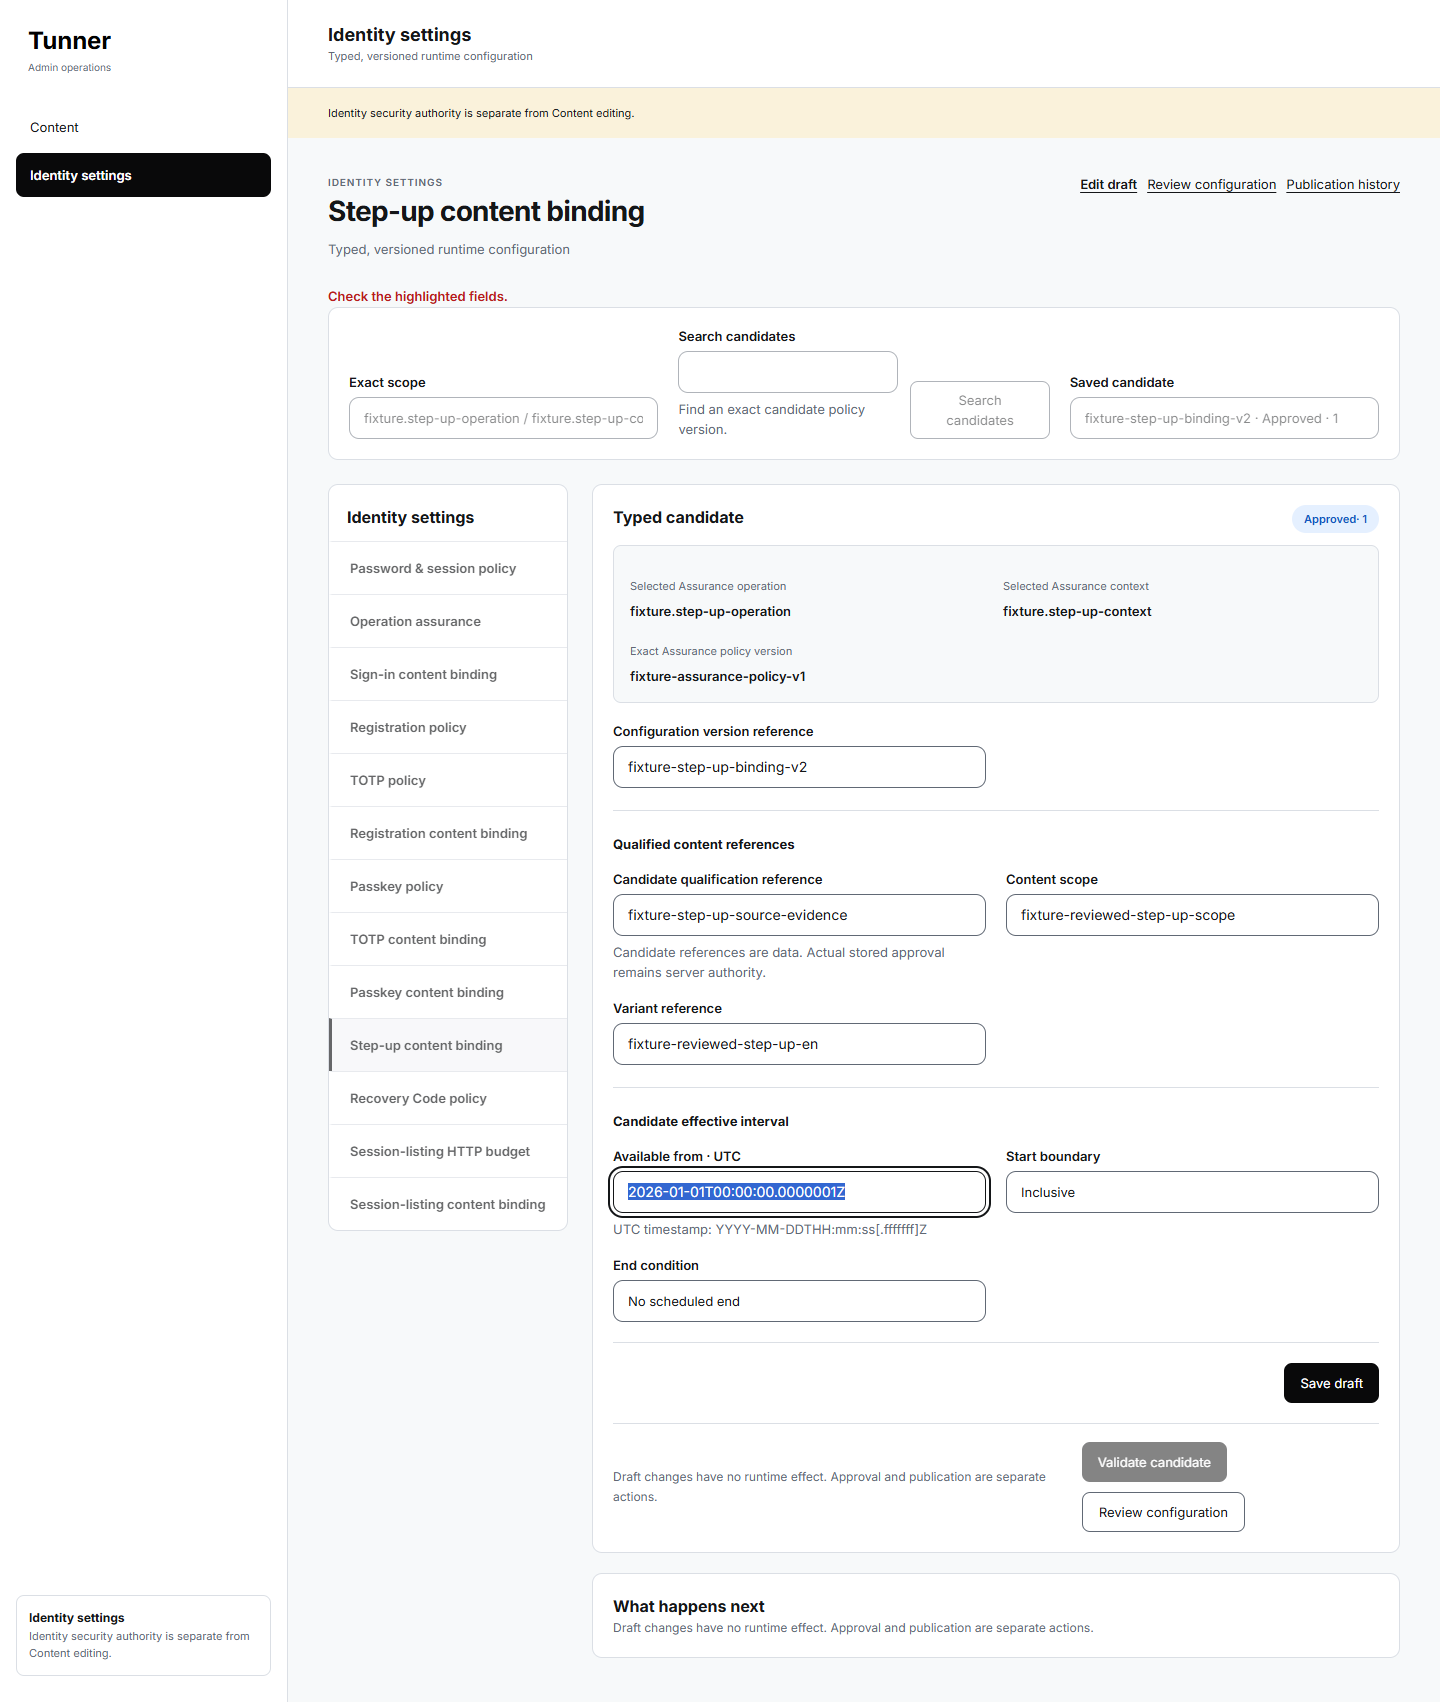 Tunner
Admin operations
Content
Identity settings
Identity settings
Identity security authority is separate from
Content editing.
Identity settings
Typed, versioned runtime configuration
Identity security authority is separate from Content editing.
IDENTITY SETTINGS
Step-up content binding
Typed, versioned runtime configuration
Edit draft Review configuration Publication history
Check the highlighted fields.
Exact scope
fixture.step-up-operation / fixture.step-up-co
Search candidates
Find an exact candidate policy
version.
Search
candidates
Saved candidate
fixture-step-up-binding-v2 · Approved · 1
Identity settings
Password & session policy
Operation assurance
Sign-in content binding
Registration policy
TOTP policy
Registration content binding
Passkey policy
TOTP content binding
Passkey content binding
Step-up content binding
Recovery Code policy
Session-listing HTTP budget
Session-listing content binding
Typed candidate
Approved· 1
Selected Assurance operation
fixture.step-up-operation
Selected Assurance context
fixture.step-up-context
Exact Assurance policy version
fixture-assurance-policy-v1
Configuration version reference
fixture-step-up-binding-v2
Qualified content references
Candidate qualification reference
fixture-step-up-source-evidence
Candidate references are data. Actual stored approval
remains server authority.
Content scope
fixture-reviewed-step-up-scope
Variant reference
fixture-reviewed-step-up-en
Candidate effective interval
Available from · UTC
2026-01-01T00:00:00.0000001Z
UTC timestamp: YYYY-MM-DDTHH:mm:ss[.fffffff]Z
Start boundary
Inclusive
End condition
No scheduled end
Save draft
Draft changes have no runtime effect. Approval and publication are separate
actions.
Validate candidate
Review configuration
What happens next
Draft changes have no runtime effect. Approval and publication are separate actions.